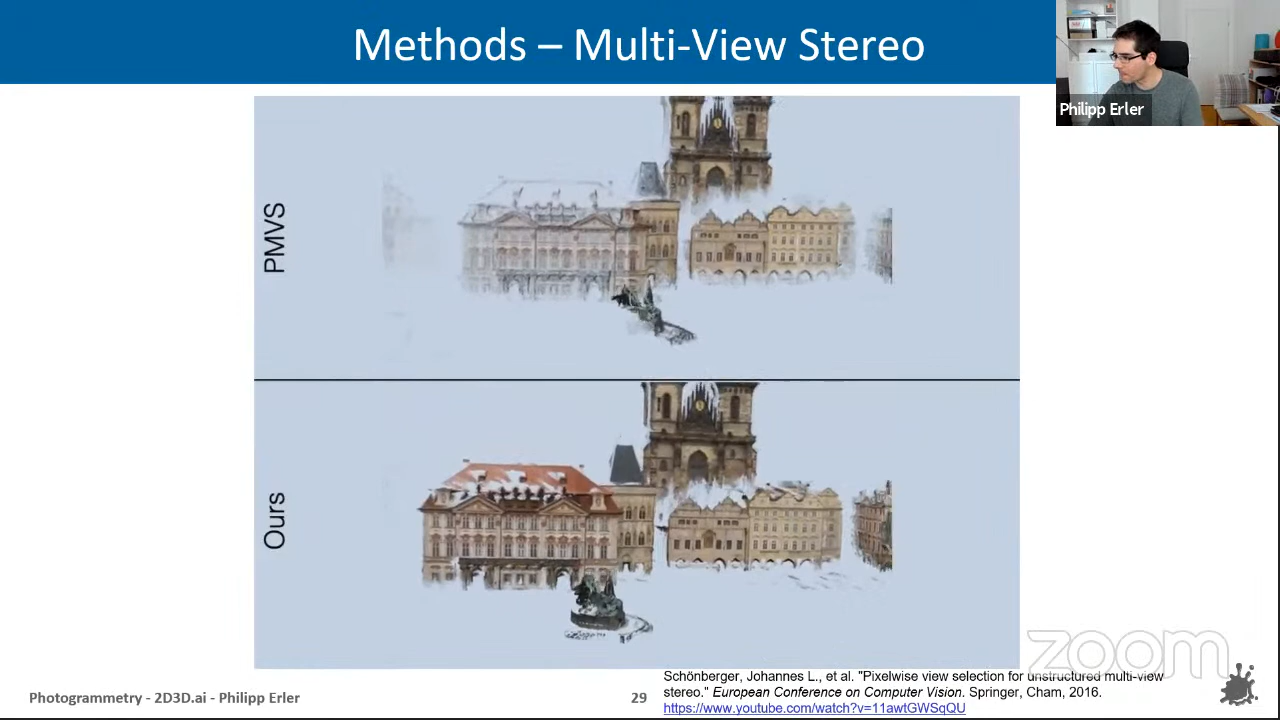 Methods – Multi-View Stereo
Philipp Erler
PMVS
Ours
zoom
Schönberger, Johannes L., et al. "Pixelwise view selection for unstructured multi-view
stereo." European Conference on Computer Vision. Springer, Cham, 2016.
https://www.youtube.com/watch?v=11awtGWSqQU
Photogrammetry - 2D3D.ai - Philipp Erler
29